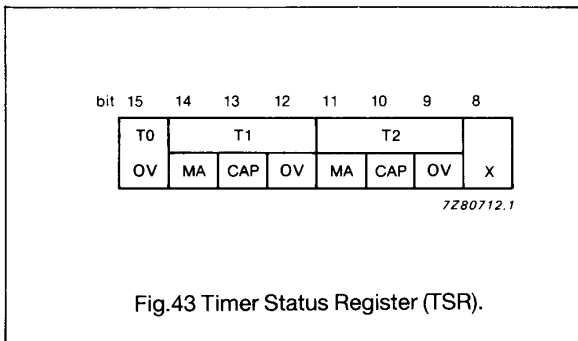 bit 15 14 13 12 11 10 9 8
T0 T1 T2
OV MA CAP OV MA CAP OV X
7Z80712.1
Fig.43 Timer Status Register (TSR).